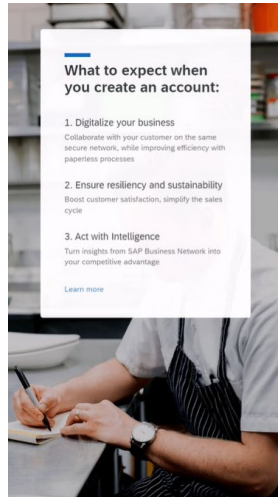 What to expect when
you create an account:
1. Digitalize your business
Collaborate with your customer on the same
secure network, while improving efficiency with
paperless processes
2. Ensure resiliency and sustainability
Boost customer satisfaction, simplify the sales
cycle
3. Act with Intelligence
Turn insights from SAP Business Network into
your competitive advantage
Learn more